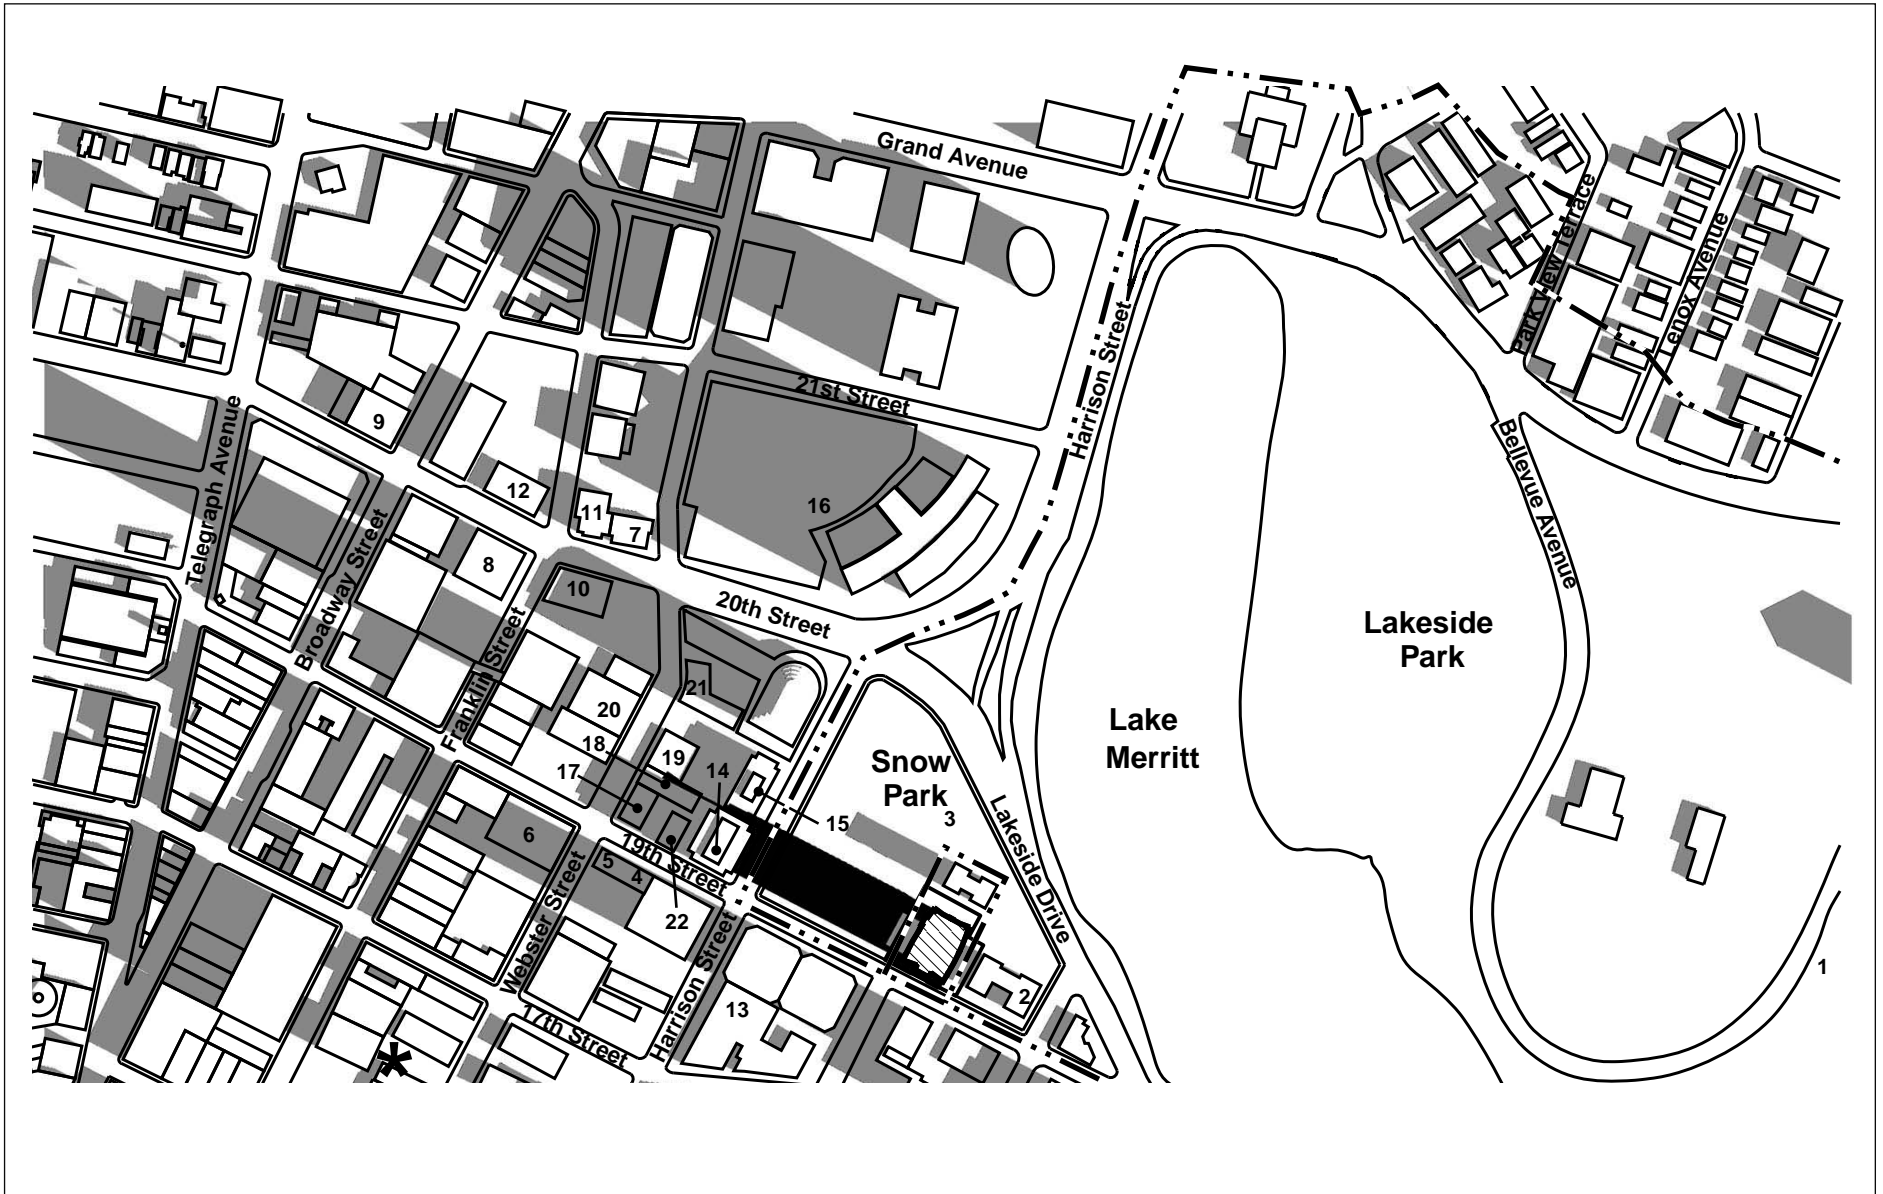 Grand Avenue
Park View Terrace
enox Avenue
Harrison Street
21st Street
9
Telegraph Avenue
Bellevue Avenue
12
16
11
7
Broadway Street
8
10
20th Street
Lakeside
Park
Franklin Street
21
20
Lake
Merritt
18
19
14
Snow
Park
3
17
15
Lakeside Drive
6
5
4
19th Street
22
Webster Street
Harrison Street
13
2
1
17th Street
*